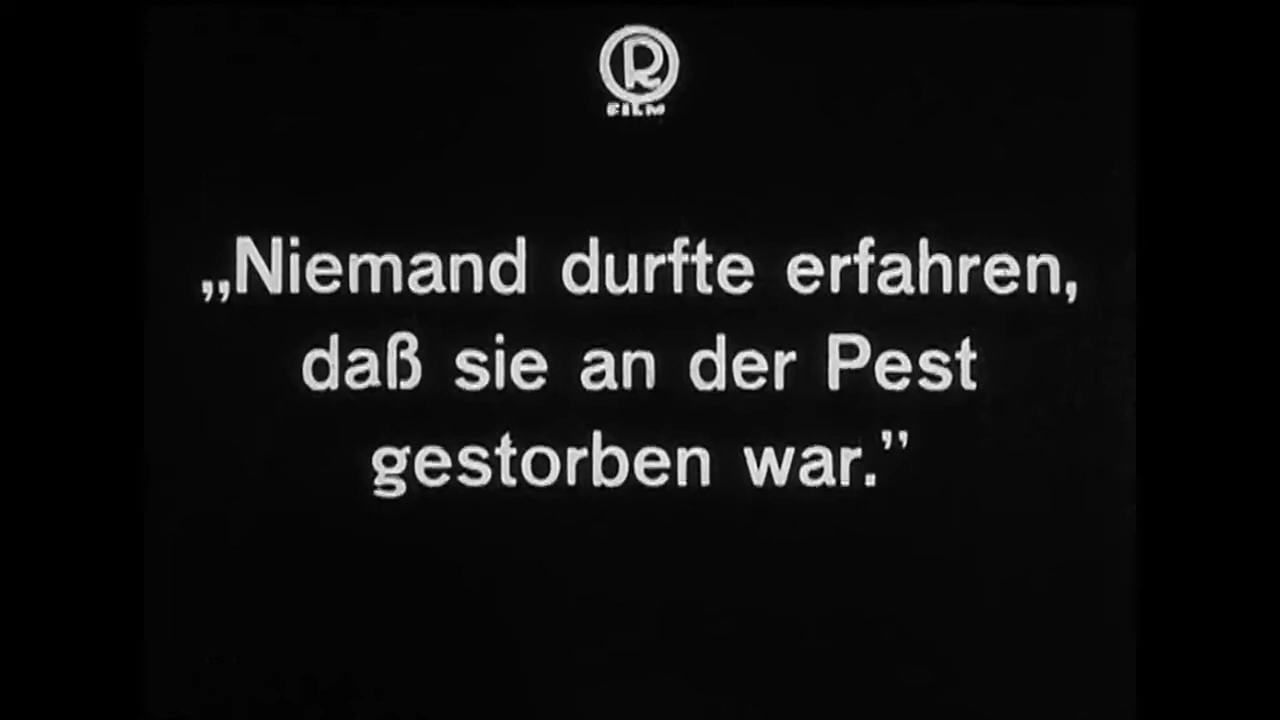 R
FILM
„Niemand durfte erfahren,
daß sie an der Pest
gestorben war.”